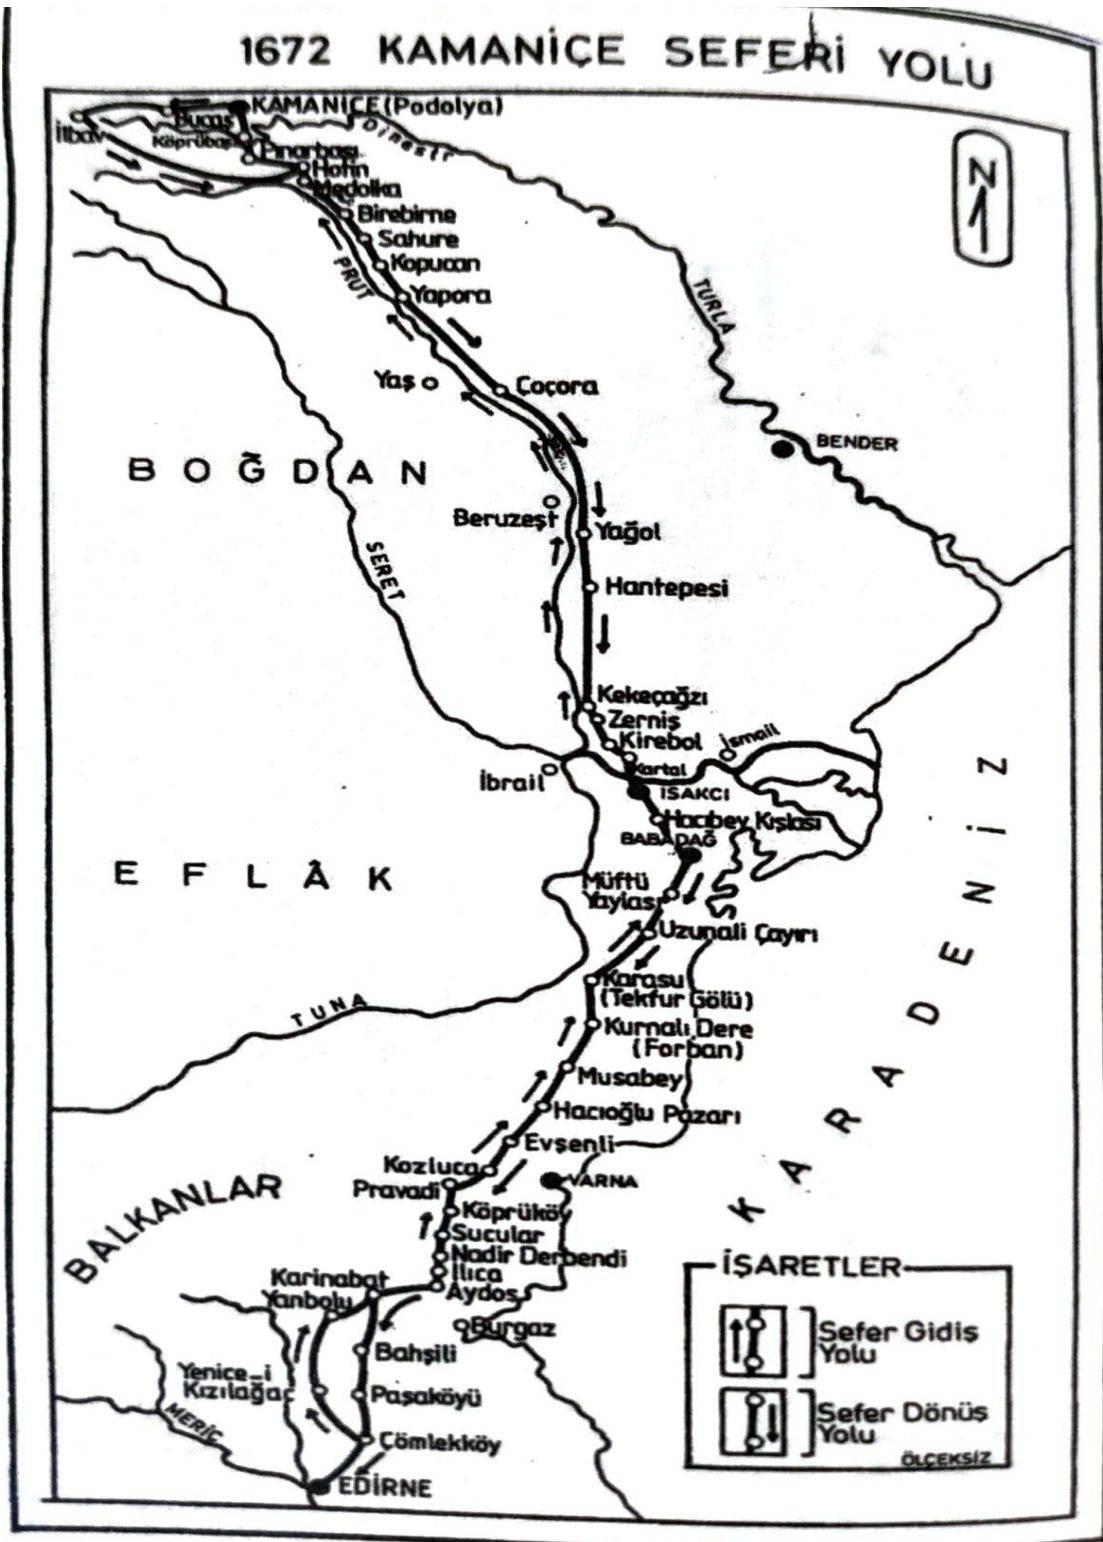 1672 KAMANİÇE SEFERİ YOLU
KAMANİÇE (Podolya)
Bucaş
İlbav
Köprübaşı
Pınarbaşı
Dinestr
Hotin
Medolka
Birebirne
Sahure
Kopucan
PRUT
Yapora
TURLA
N
Yaş
Çoçora
BENDER
BOĞDAN
Beruzeşt
Yağol
SERET
Hantepesi
Kekeçağzı
Zerniş
Kirebol
İsmail
Kartal
İbrail
İSAKCI
Hacıbey Kışlası
BABADAĞ
EFLÂK
Müftü
Yaylası
Uzunali Çayırı
KARADENİZ
Karasu
(Tekfur Gölü)
TUNA
Kurnalı Dere
(Forban)
Musabey
Hacıoğlu Pazarı
Evşenli
Kozluca
Pravadi
VARNA
BALKANLAR
Köprüköy
Sucular
Nadir Derbendi
Ilıca
Karinabat
Aydos
Yanbolu
Burgaz
Bahşili
Yenice-i
Kızılağaç
Paşaköyü
MERİÇ
Çömlekköy
EDİRNE
İŞARETLER
Sefer Gidiş
Yolu
Sefer Dönüş
Yolu
ÖLÇEKSİZ